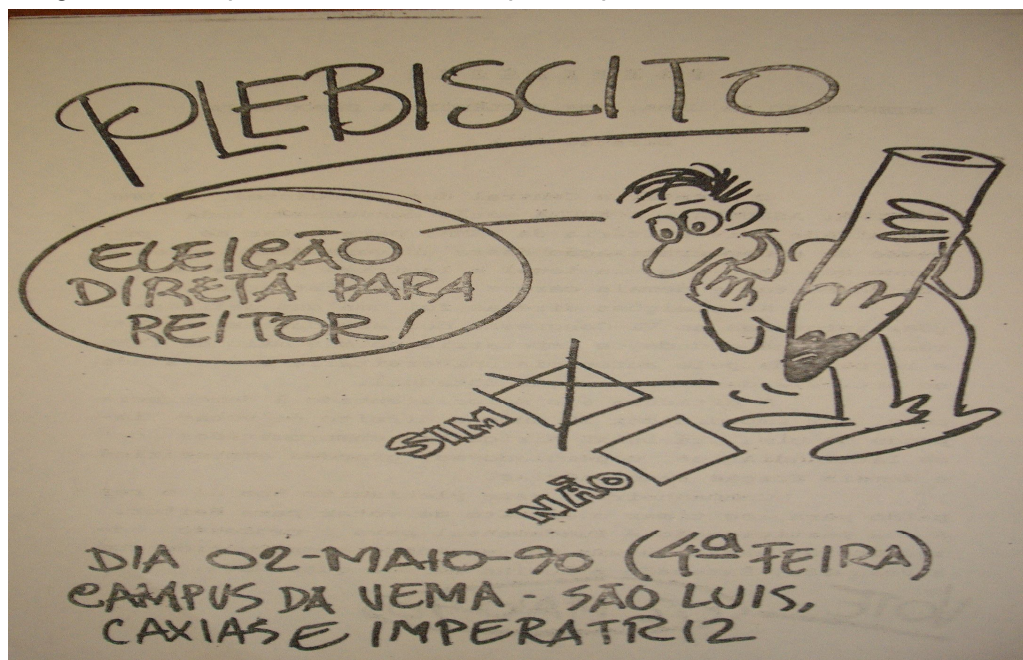 PLEBISCITO
ELEIÇÃO
DIRETA PARA
REITOR!
SIM
NÃO
DIA 02-MAIO-90 (4ª FEIRA)
CAMPUS DA UEMA - SÃO LUIS,
CAXIAS E IMPERATRIZ